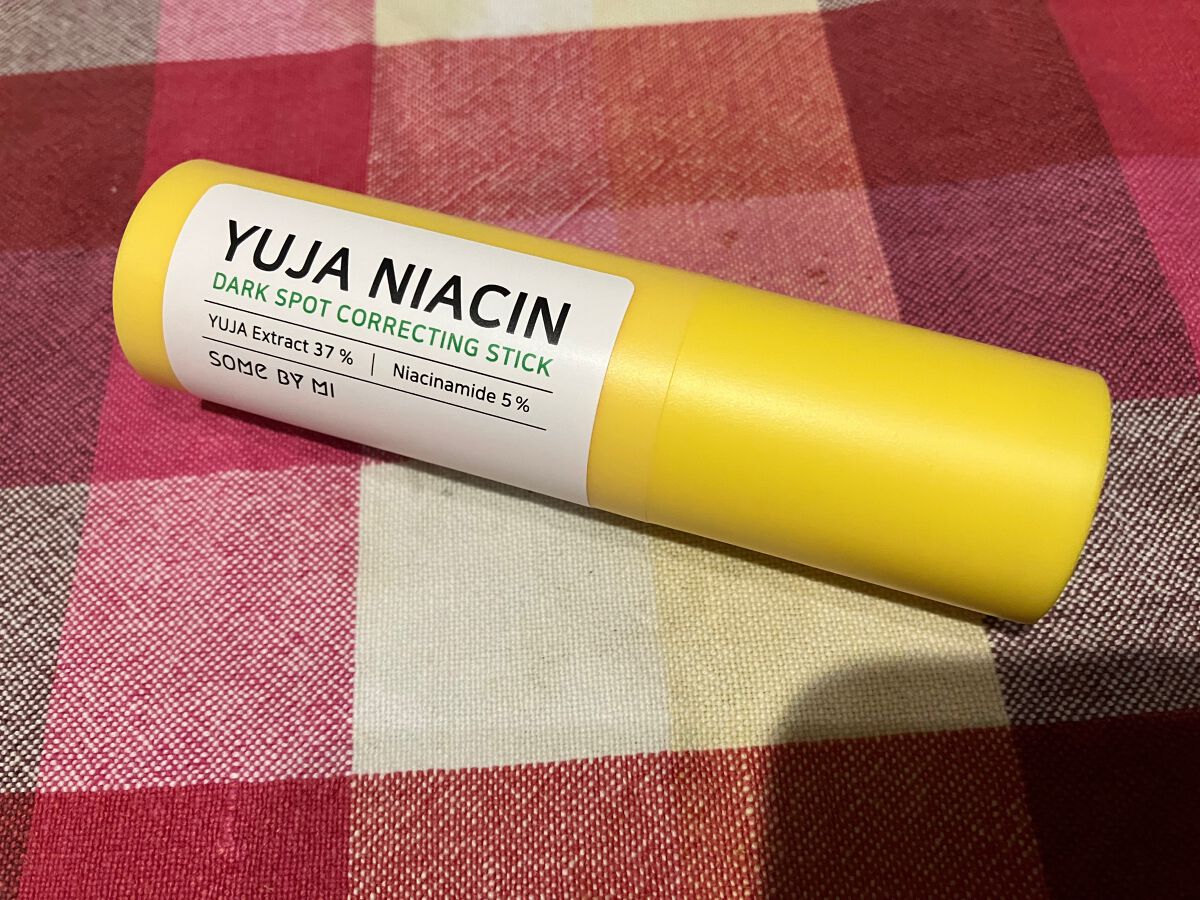 YUJA NIACIN
DARK SPOT CORRECTING STICK
YUJA Extract 37 % | Niacinamide 5 %
SOME BY MI